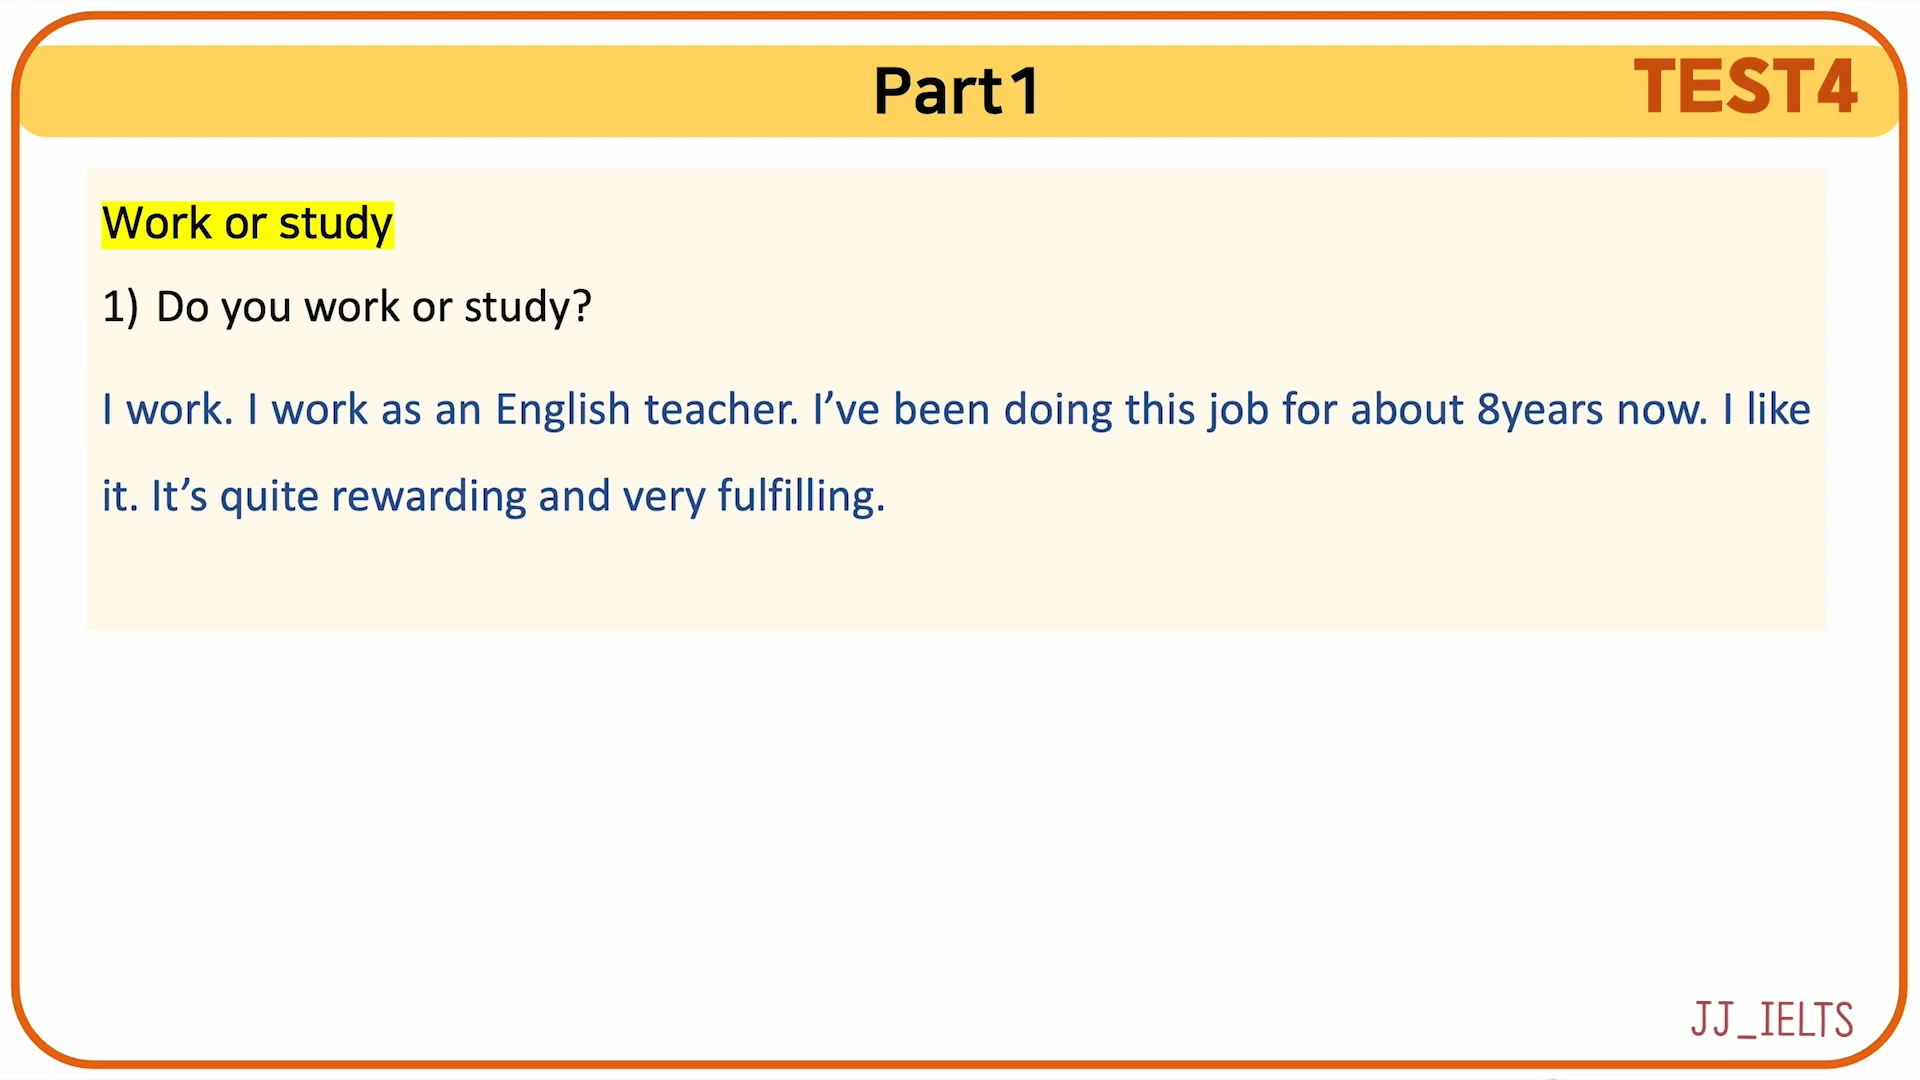 Part1
TEST4
Work or study
1) Do you work or study?
I work. I work as an English teacher. I’ve been doing this job for about 8years now. I like
it. It’s quite rewarding and very fulfilling.
JJ_IELTS